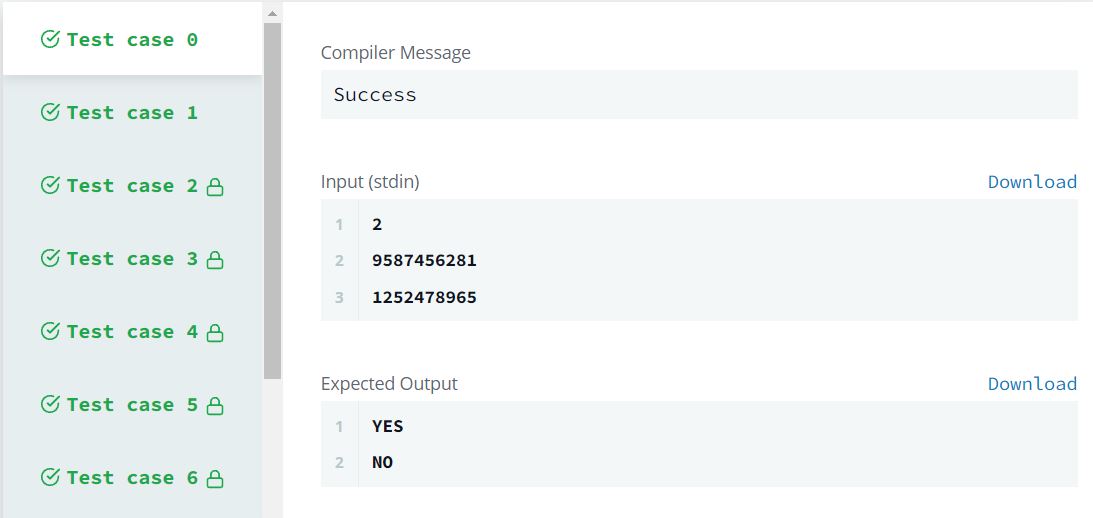 Test case 0
Test case 1
Test case 2
Test case 3
Test case 4
Test case 5
Test case 6
Compiler Message
Success
Input (stdin)
Download
1 2
2 9587456281
3 1252478965
Expected Output
Download
1 YES
2 NO